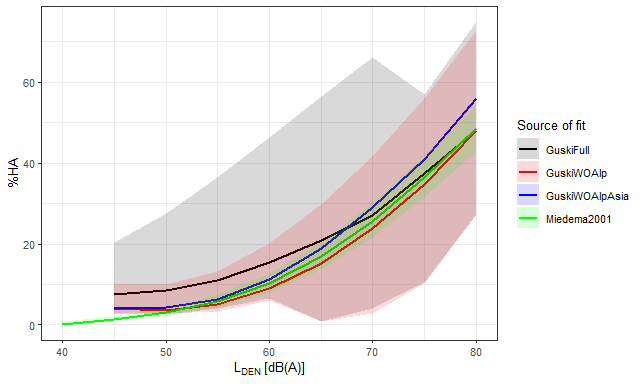 %HA
60
40
20
0
40
50
60
70
80
LDEN [dB(A)]
Source of fit
GuskiFull
GuskiWOAlp
GuskiWOAlpAsia
Miedema2001